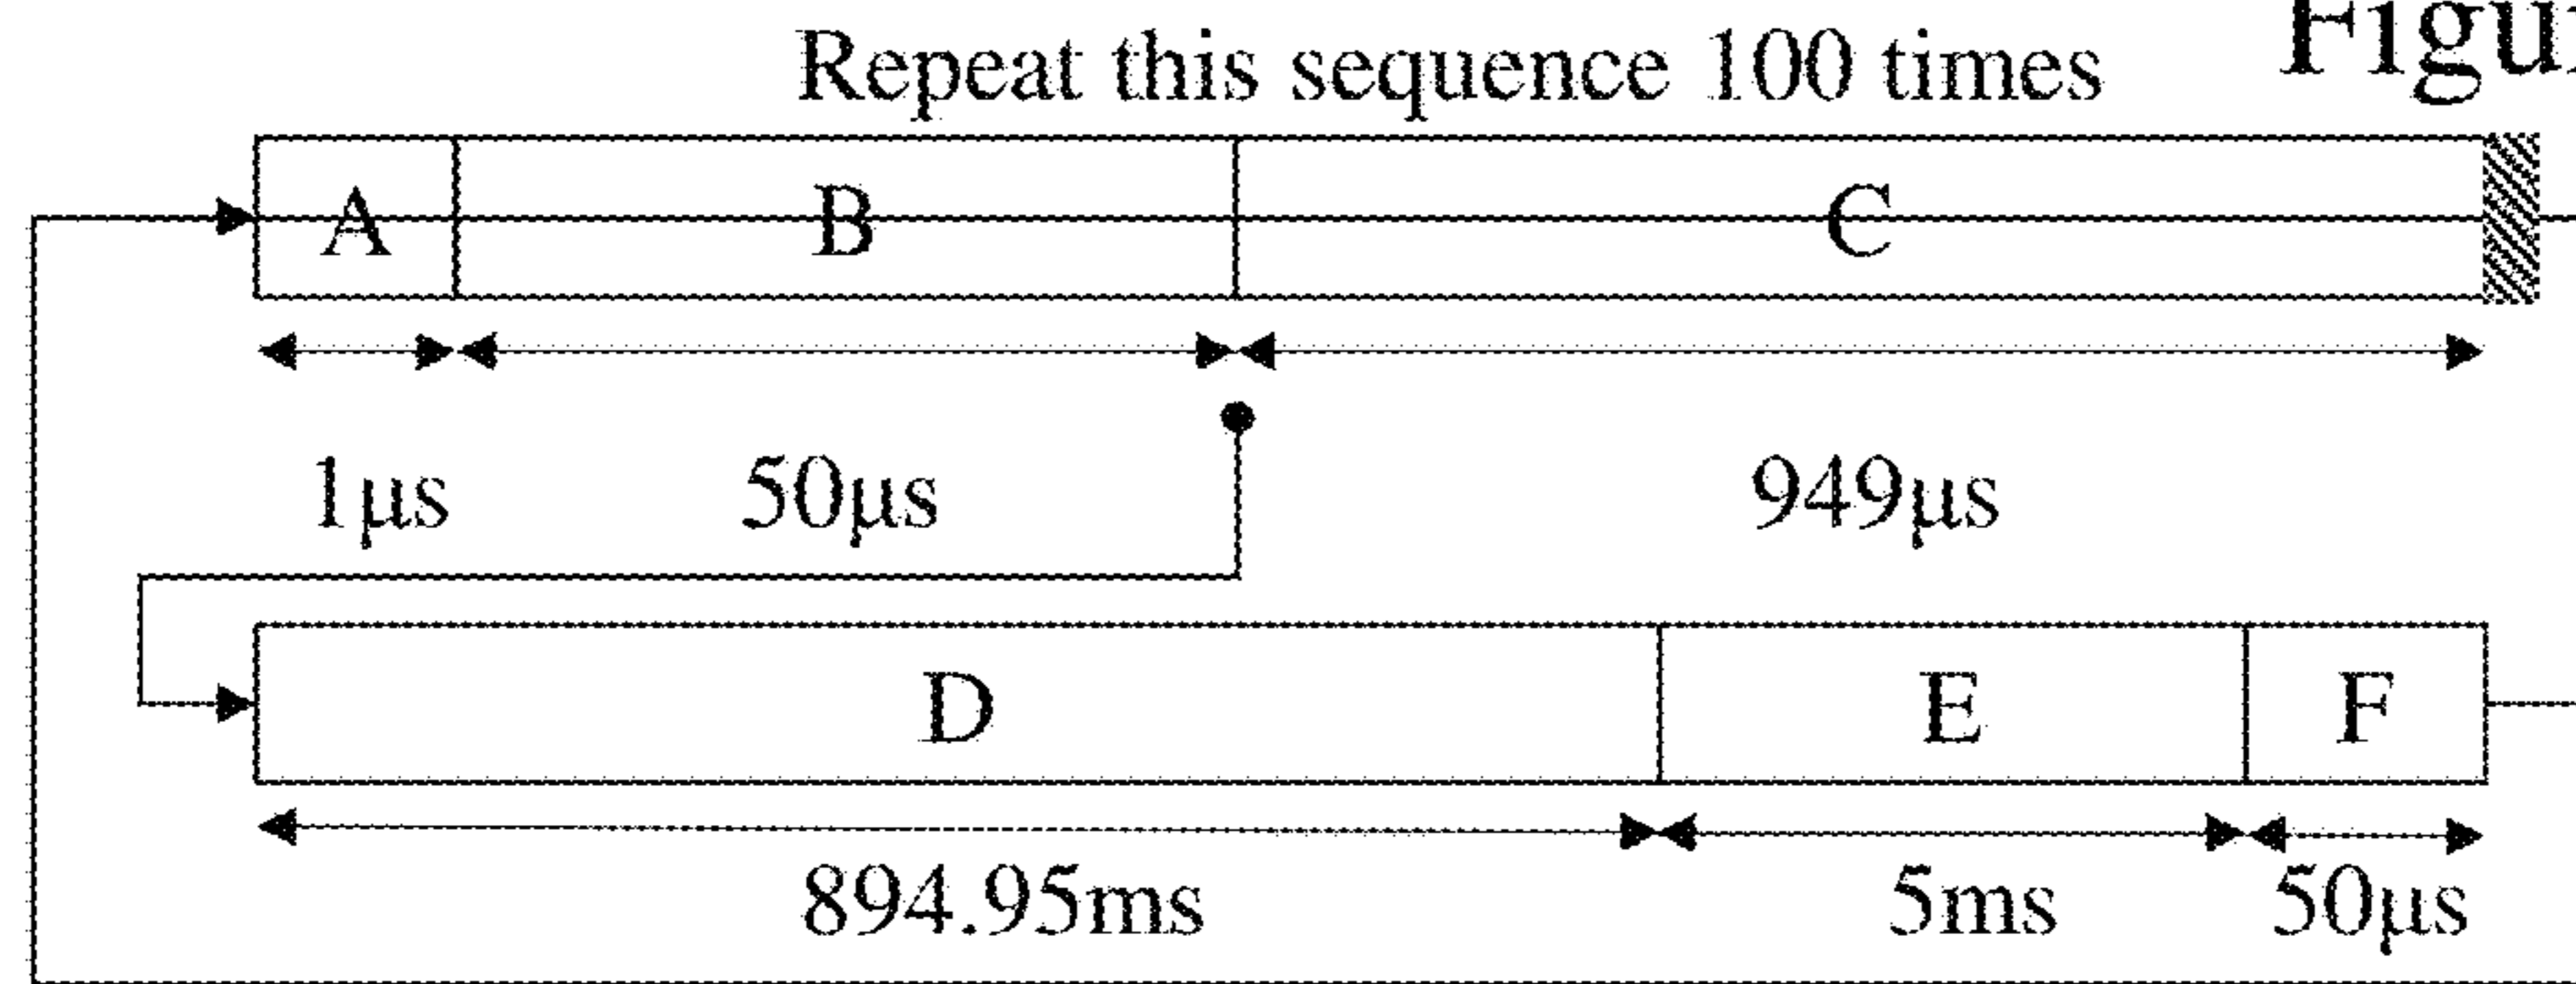 Repeat this sequence 100 times
A B C
1μs 50μs 949μs
D E F
894.95ms 5ms 50μs